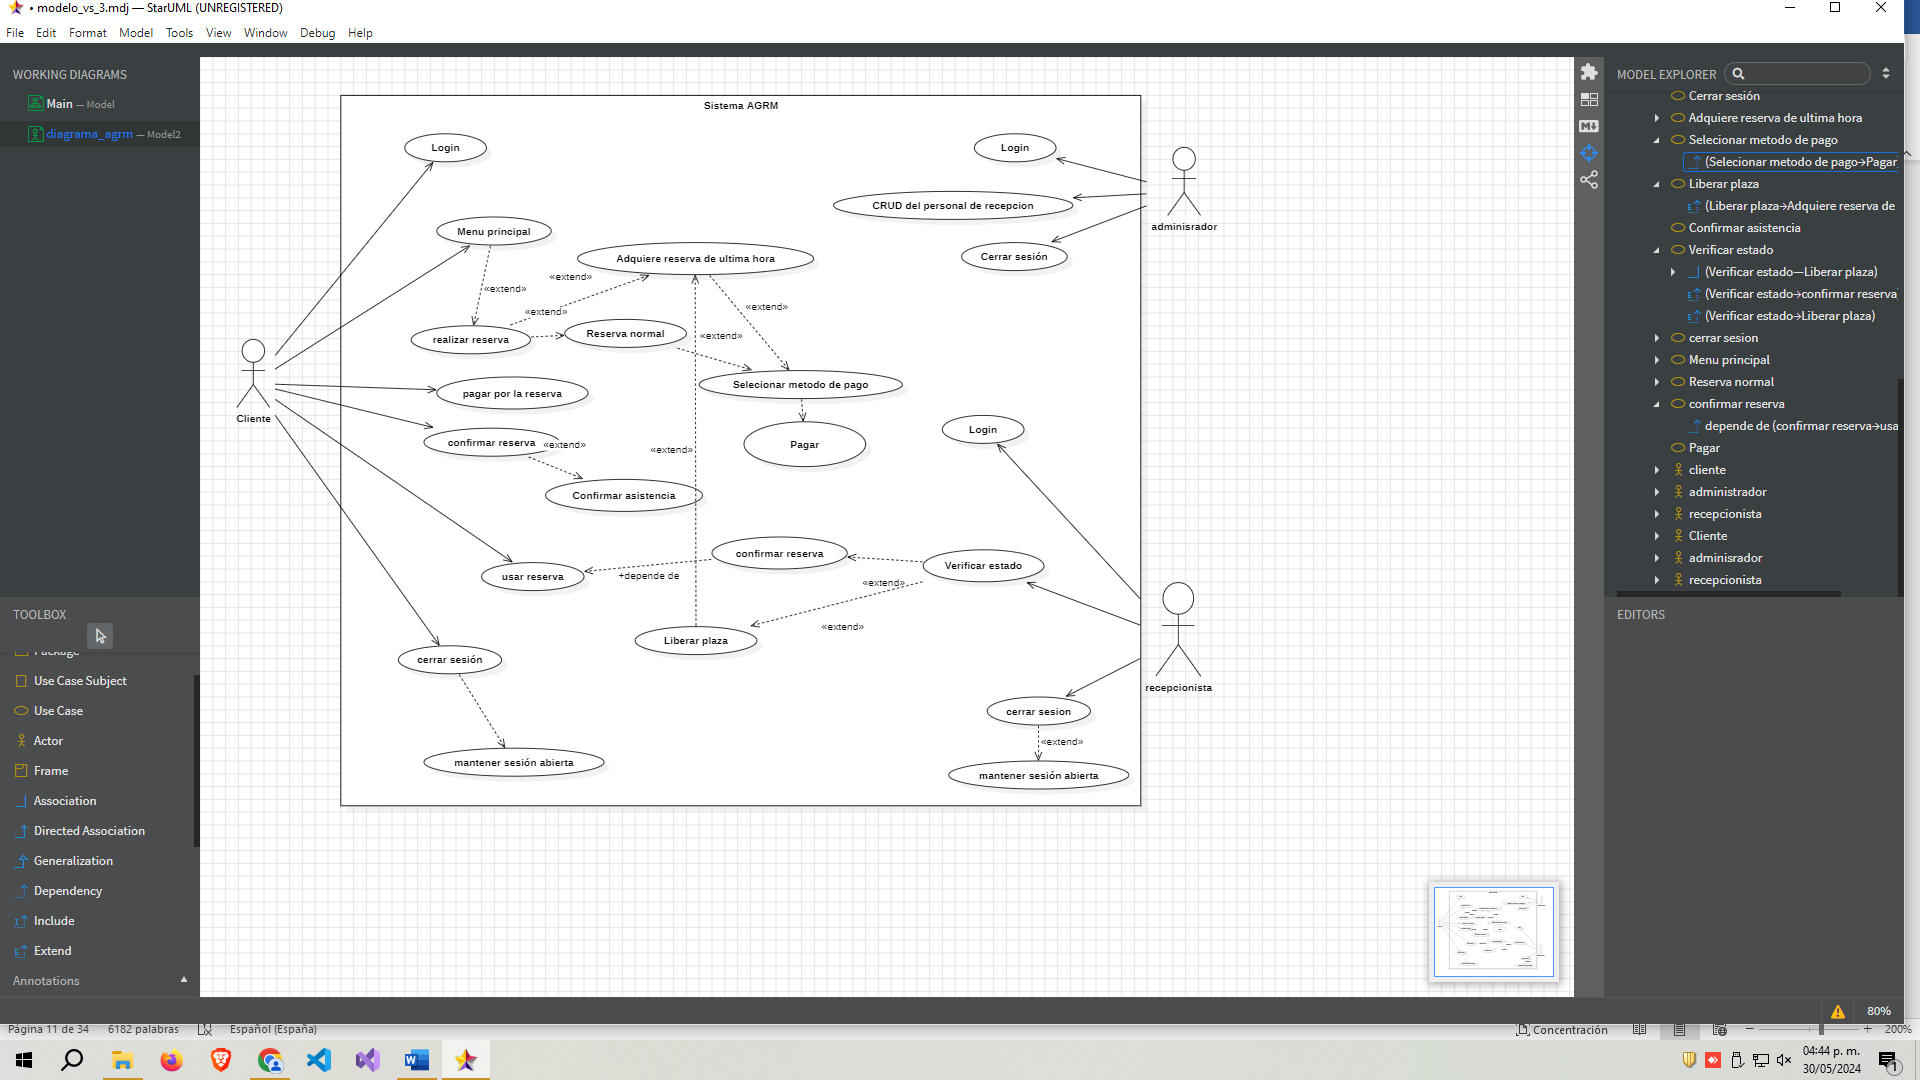 • modelo_vs_3.mdj — StarUML (UNREGISTERED)
File Edit Format Model Tools View Window Debug Help
WORKING DIAGRAMS
Main — Model
diagrama_agrm — Model2
TOOLBOX
Package
Use Case Subject
Use Case
Actor
Frame
Association
Directed Association
Generalization
Dependency
Include
Extend
Annotations
Sistema AGRM
Login
Login
CRUD del personal de recepcion
adminisrador
Menu principal
Adquiere reserva de ultima hora
Cerrar sesión
«extend»
«extend»
«extend»
«extend»
realizar reserva
Reserva normal
«extend»
Selecionar metodo de pago
pagar por la reserva
Cliente
Login
confirmar reserva
«extend»
Pagar
«extend»
Confirmar asistencia
confirmar reserva
Verificar estado
usar reserva
+depende de
«extend»
«extend»
Liberar plaza
cerrar sesión
recepcionista
cerrar sesion
«extend»
mantener sesión abierta
mantener sesión abierta
MODEL EXPLORER
Cerrar sesión
Adquiere reserva de ultima hora
Selecionar metodo de pago
(Selecionar metodo de pago→Pagar)
Liberar plaza
(Liberar plaza→Adquiere reserva de
Confirmar asistencia
Verificar estado
(Verificar estado—Liberar plaza)
(Verificar estado→confirmar reserva)
(Verificar estado→Liberar plaza)
cerrar sesion
Menu principal
Reserva normal
confirmar reserva
depende de (confirmar reserva→usa
Pagar
cliente
administrador
recepcionista
Cliente
adminisrador
recepcionista
EDITORS
80%
Página 11 de 34 6182 palabras Español (España) Concentración 200%
04:44 p. m.
30/05/2024
1